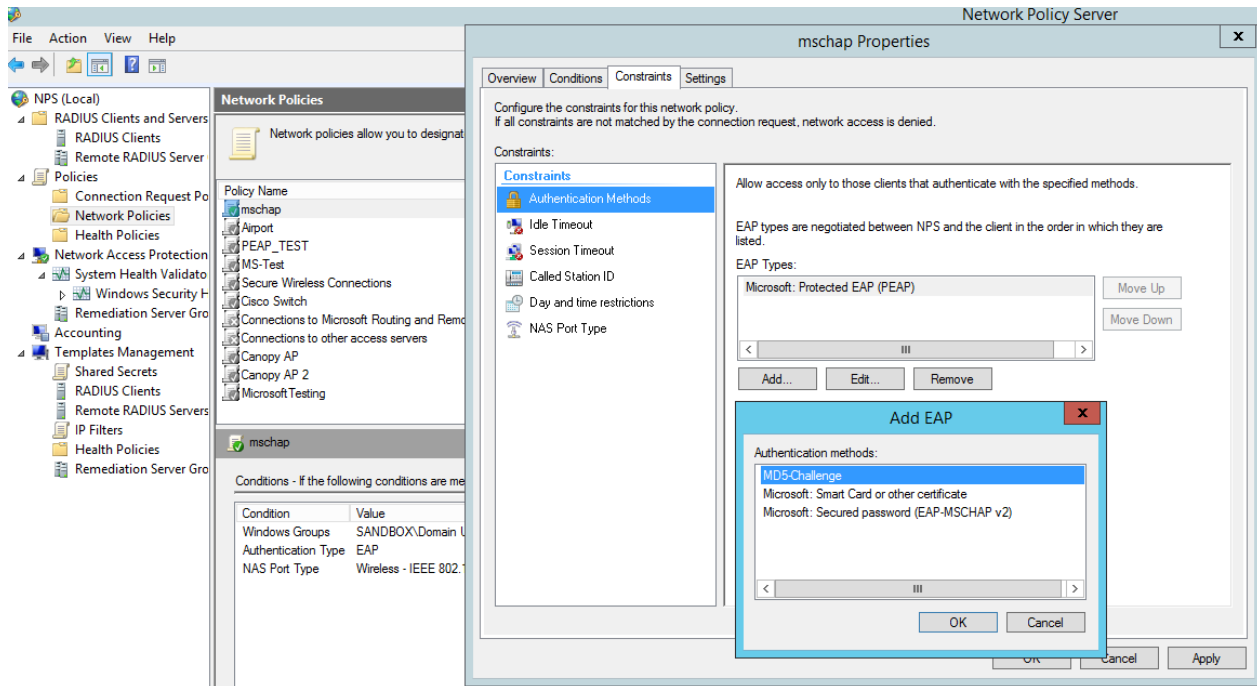 Network Policy Server
File Action View Help
NPS (Local)
RADIUS Clients and Servers
RADIUS Clients
Remote RADIUS Server
Policies
Connection Request Po
Network Policies
Health Policies
Network Access Protection
System Health Validato
Windows Security H
Remediation Server Gro
Accounting
Templates Management
Shared Secrets
RADIUS Clients
Remote RADIUS Servers
IP Filters
Health Policies
Remediation Server Gro
Network Policies
Network policies allow you to designat
Policy Name
mschap
Airport
PEAP_TEST
MS-Test
Secure Wireless Connections
Cisco Switch
Connections to Microsoft Routing and Remo
Connections to other access servers
Canopy AP
Canopy AP 2
MicrosoftTesting
mschap
Conditions - If the following conditions are me
Condition Value
Windows Groups SANDBOX\Domain U
Authentication Type EAP
NAS Port Type Wireless - IEEE 802.1
mschap Properties
x
Overview Conditions Constraints Settings
Configure the constraints for this network policy.
If all constraints are not matched by the connection request, network access is denied.
Constraints:
Constraints
Authentication Methods
Idle Timeout
Session Timeout
Called Station ID
Day and time restrictions
NAS Port Type
Allow access only to those clients that authenticate with the specified methods.
EAP types are negotiated between NPS and the client in the order in which they are
listed.
EAP Types:
Microsoft: Protected EAP (PEAP)
Move Up
Move Down
Add... Edit... Remove
Add EAP
x
Authentication methods:
MD5-Challenge
Microsoft: Smart Card or other certificate
Microsoft: Secured password (EAP-MSCHAP v2)
OK Cancel
OK Cancel Apply